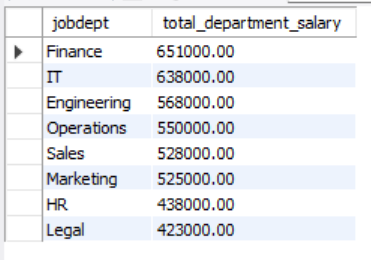 jobdept total_department_salary
Finance 651000.00
IT 638000.00
Engineering 568000.00
Operations 550000.00
Sales 528000.00
Marketing 525000.00
HR 438000.00
Legal 423000.00